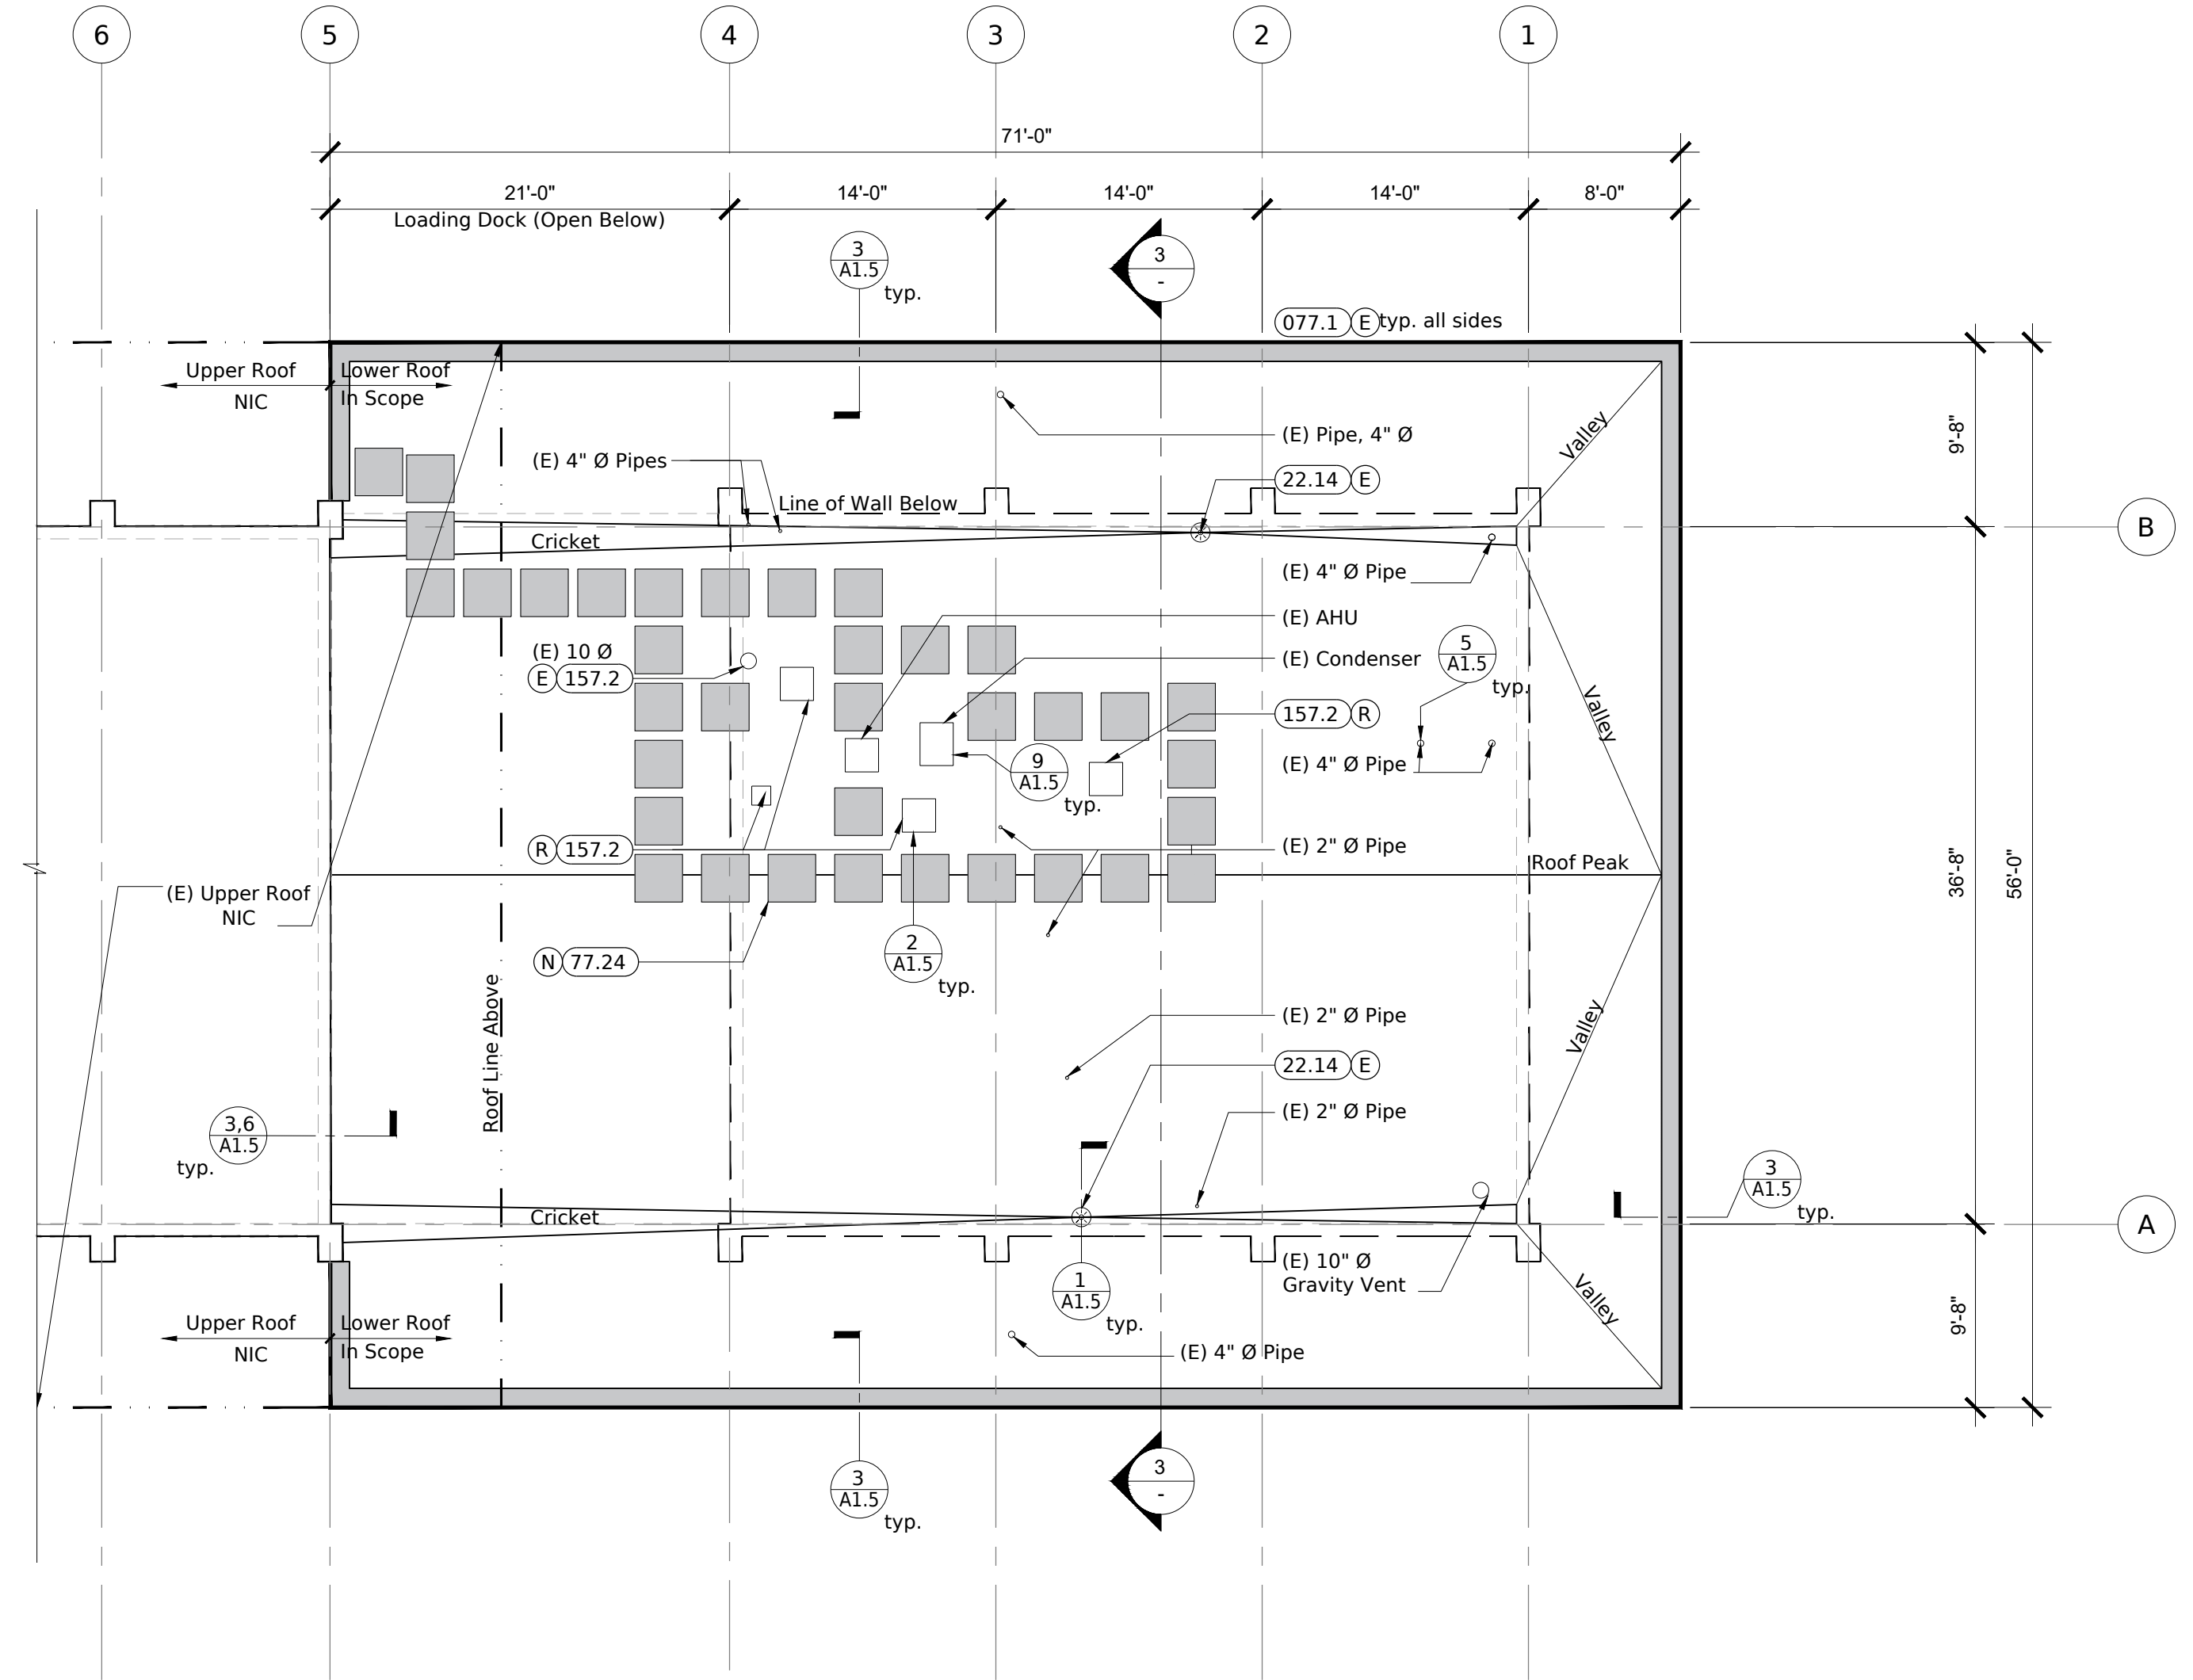 6
5
4
3
2
1
71'-0"
21'-0"
14'-0"
14'-0"
14'-0"
8'-0"
Loading Dock (Open Below)
3
A1.5
typ.
3
-
077.1 E typ. all sides
Upper Roof
NIC
Lower Roof
In Scope
(E) Pipe, 4" Ø
Valley
9'-8"
(E) 4" Ø Pipes
22.14 E
Line of Wall Below
B
Cricket
(E) 4" Ø Pipe
(E) AHU
(E) 10 Ø
E 157.2
(E) Condenser
5
A1.5
typ.
157.2 R
Valley
9
A1.5
typ.
(E) 4" Ø Pipe
R 157.2
(E) 2" Ø Pipe
Roof Peak
36'-8"
56'-0"
(E) Upper Roof
NIC
2
A1.5
typ.
N 77.24
Roof Line Above
(E) 2" Ø Pipe
Valley
22.14 E
3,6
A1.5
typ.
(E) 2" Ø Pipe
3
A1.5
typ.
Cricket
A
(E) 10" Ø
Gravity Vent
1
A1.5
typ.
Valley
9'-8"
Upper Roof
NIC
Lower Roof
In Scope
(E) 4" Ø Pipe
3
A1.5
typ.
3
-